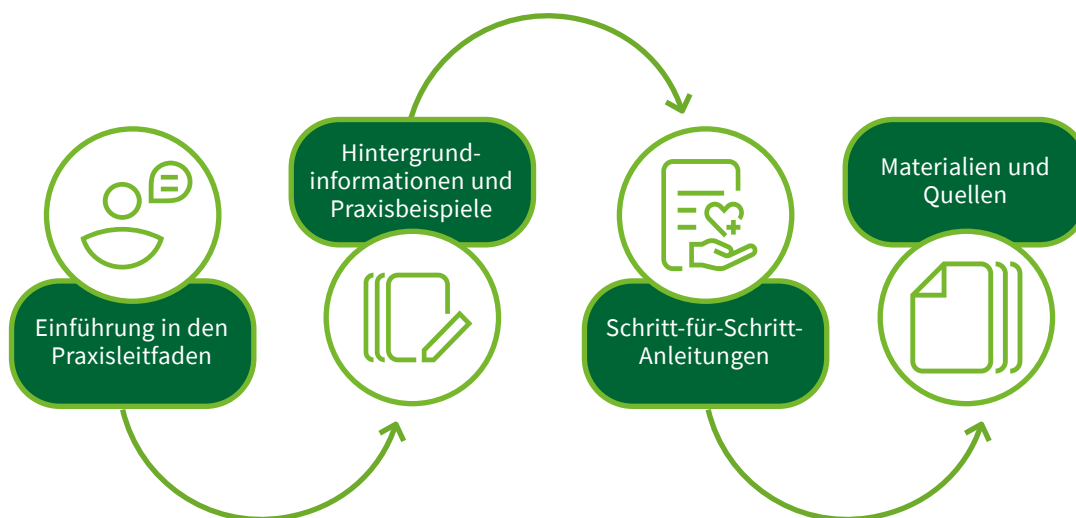 Einführung in den
Praxisleitfaden
Hintergrund-
informationen und
Praxisbeispiele
Schritt-für-Schritt-
Anleitungen
Materialien und
Quellen